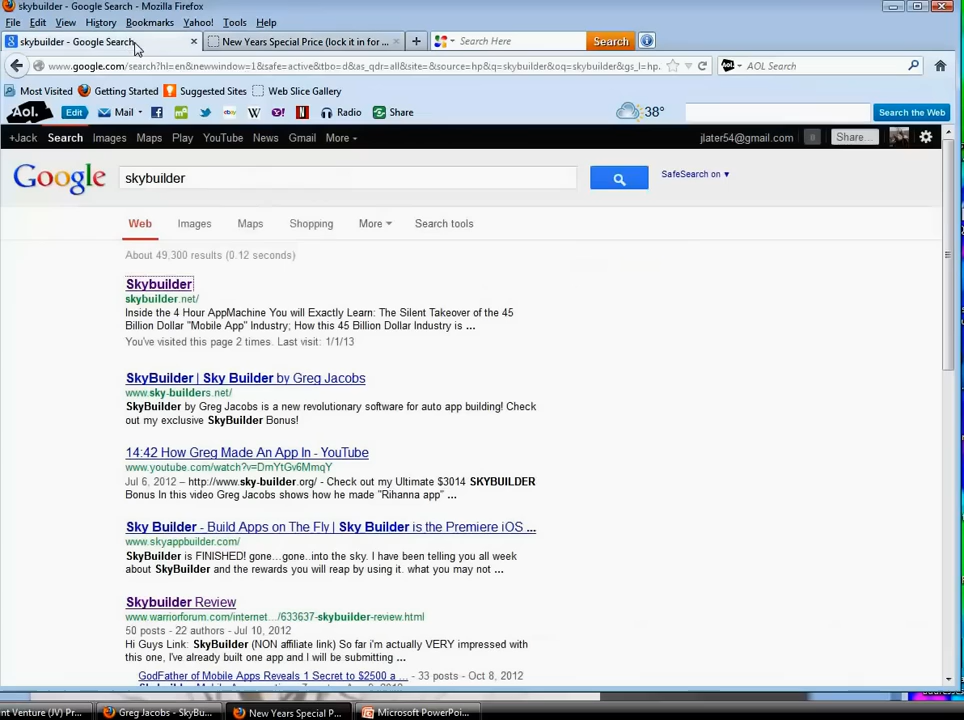 skybuilder - Google Search - Mozilla Firefox
File Edit View History Bookmarks Yahoo! Tools Help
skybuilder - Google Search New Years Special Price (lock it in for ... Search Here Search
www.google.com/search?hl=en&newwindow=1&safe=active&tbo=d&as_qdr=all&site=&source=hp&q=skybuilder&oq=skybuilder&gs_l=hp. AOL Search
Most Visited Getting Started Suggested Sites Web Slice Gallery
Aol. Edit Mail Radio Share 38° Search the Web
+Jack Search Images Maps Play YouTube News Gmail More jlater54@gmail.com Share...
Google skybuilder SafeSearch on
Web Images Maps Shopping More Search tools
About 49,300 results (0.12 seconds)
Skybuilder
skybuilder.net/
Inside the 4 Hour AppMachine You will Exactly Learn: The Silent Takeover of the 45
Billion Dollar "Mobile App" Industry; How this 45 Billion Dollar Industry is ...
You've visited this page 2 times. Last visit: 1/1/13
SkyBuilder | Sky Builder by Greg Jacobs
www.sky-builders.net/
SkyBuilder by Greg Jacobs is a new revolutionary software for auto app building! Check
out my exclusive SkyBuilder Bonus!
14:42 How Greg Made An App In - YouTube
www.youtube.com/watch?v=DmYtGv6MmqY
Jul 6, 2012 – http://www.sky-builder.org/ - Check out my Ultimate $3014 SKYBUILDER
Bonus In this video Greg Jacobs shows how he made "Rihanna app" ...
Sky Builder - Build Apps on The Fly | Sky Builder is the Premiere iOS ...
www.skyappbuilder.com/
SkyBuilder is FINISHED! gone...gone..into the sky. I have been telling you all week
about SkyBuilder and the rewards you will reap by using it. what you may not ...
Skybuilder Review
www.warriorforum.com/internet.../633637-skybuilder-review.html
50 posts - 22 authors - Jul 10, 2012
Hi Guys Link: SkyBuilder (NON affiliate link) So far i'm actually VERY impressed with
this one, I've already built one app and I will be submitting ...
GodFather of Mobile Apps Reveals 1 Secret to $2500 a ... - 33 posts - Oct 8, 2012
int Venture (JV) Pr... Greg Jacobs - SkyBu... New Years Special P... Microsoft PowerPoi...